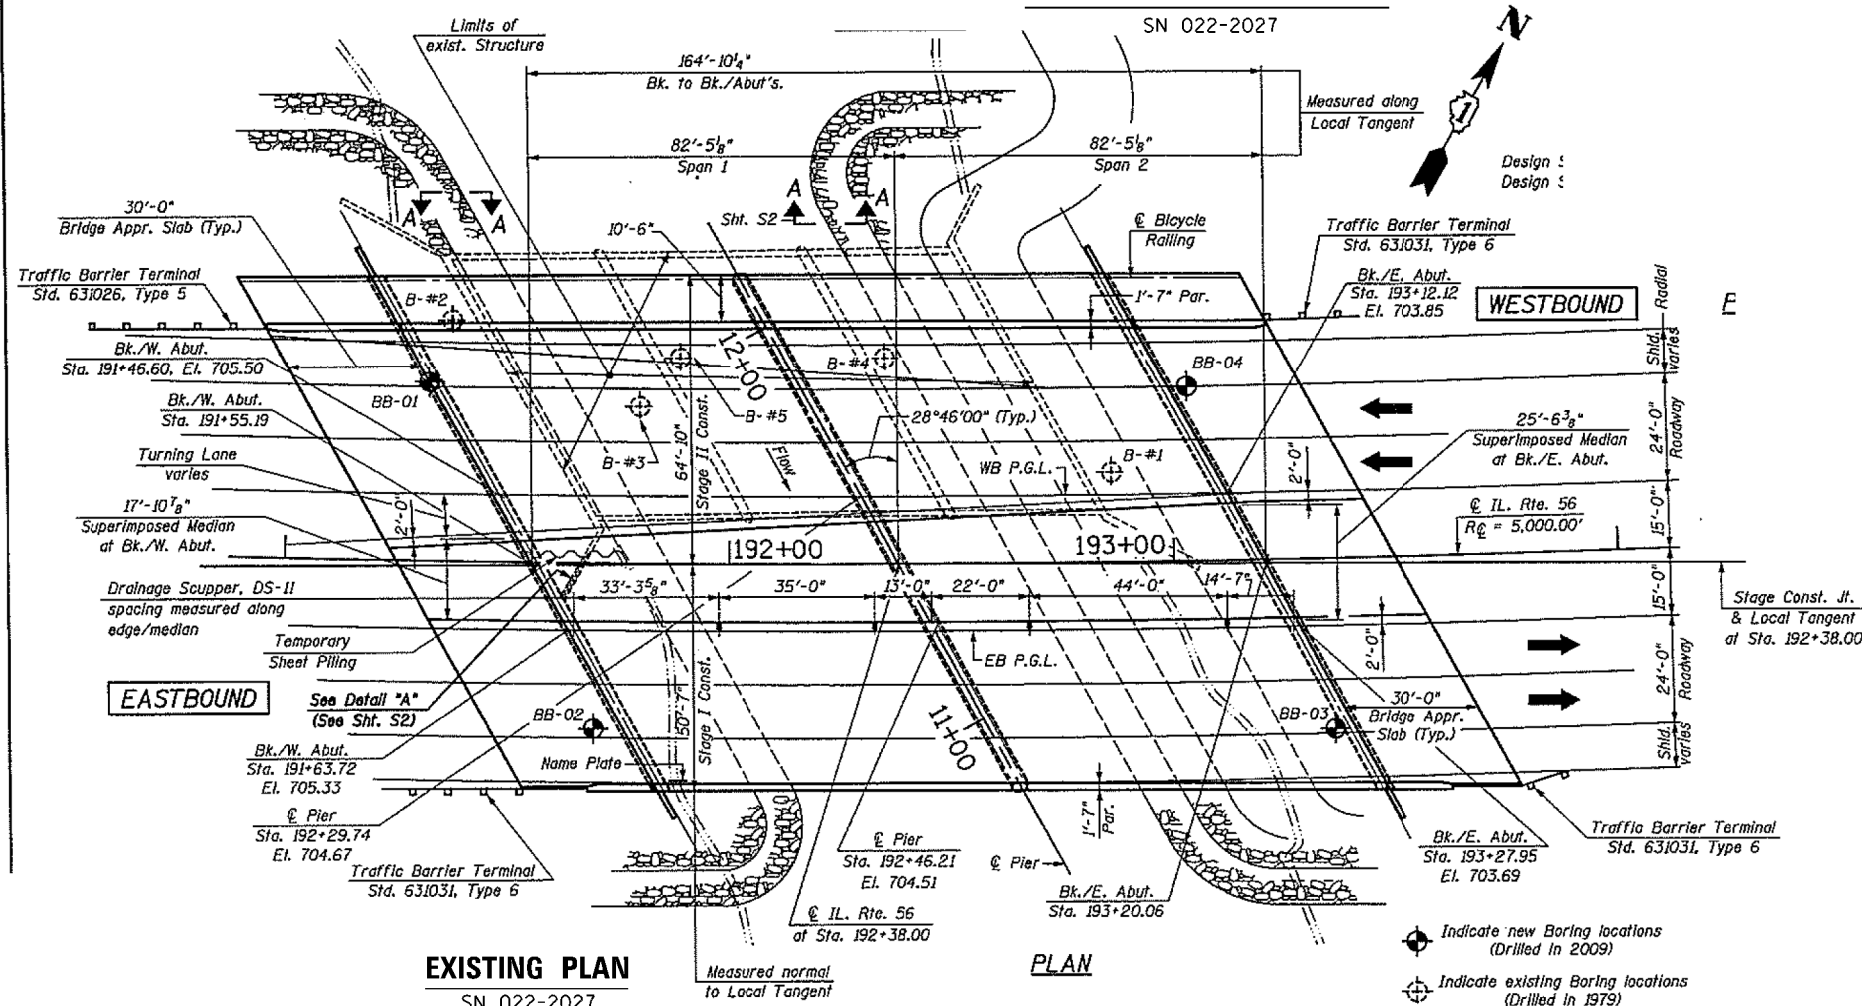 SN 022-2027
N
1
Limits of
exist. Structure
164'-10¼"
Bk. to Bk./Abut's.
Measured along
Local Tangent
82'-5⅛"
Span 1
82'-5⅛"
Span 2
Design
Design
A
A
A
A
Sht. S2
30'-0"
Bridge Appr. Slab (Typ.)
10'-6"
℄ Bicycle
Railing
Traffic Barrier Terminal
Std. 631031, Type 6
Traffic Barrier Terminal
Std. 631026, Type 5
B-#2
Bk./E. Abut.
Sta. 193+12.12
El. 703.85
1'-7" Par.
WESTBOUND
Shld.
varies
Radial
Bk./W. Abut.
Sta. 191+46.60, El. 705.50
12+00
B-#4
BB-04
Bk./W. Abut.
Sta. 191+55.19
BB-01
B-#5
28°46'00" (Typ.)
25'-6⅜"
Superimposed Median
at Bk./E. Abut.
24'-0"
Roadway
Turning Lane
varies
B-#3
64'-10"
Stage II Const.
Flow
B-#1
WB P.G.L.
2'-0"
17'-10⅞"
Superimposed Median
at Bk./W. Abut.
2'-0"
℄ IL. Rte. 56
R℄ = 5,000.00'
15'-0"
192+00
193+00
Drainage Scupper, DS-11
spacing measured along
edge/median
33'-3⅝"
35'-0"
13'-0"
22'-0"
44'-0"
14'-7"
15'-0"
Stage Const. Jt.
& Local Tangent
at Sta. 192+38.00
Temporary
Sheet Piling
EB P.G.L.
2'-0"
EASTBOUND
See Detail "A"
(See Sht. S2)
BB-02
50'-7"
Stage I Const.
11+00
BB-03
30'-0"
Bridge Appr.
Slab (Typ.)
24'-0"
Roadway
Shld.
varies
Bk./W. Abut.
Sta. 191+63.72
El. 705.33
Name Plate
℄ Pier
Sta. 192+29.74
El. 704.67
Traffic Barrier Terminal
Std. 631031, Type 6
℄ Pier
Sta. 192+46.21
El. 704.51
℄ Pier
1'-7"
Par.
Bk./E. Abut.
Sta. 193+20.06
Bk./E. Abut.
Sta. 193+27.95
El. 703.69
Traffic Barrier Terminal
Std. 631031, Type 6
℄ IL. Rte. 56
at Sta. 192+38.00
Measured normal
to Local Tangent
EXISTING PLAN
SN 022-2027
PLAN
Indicate new Boring locations
(Drilled in 2009)
Indicate existing Boring locations
(Drilled in 1979)